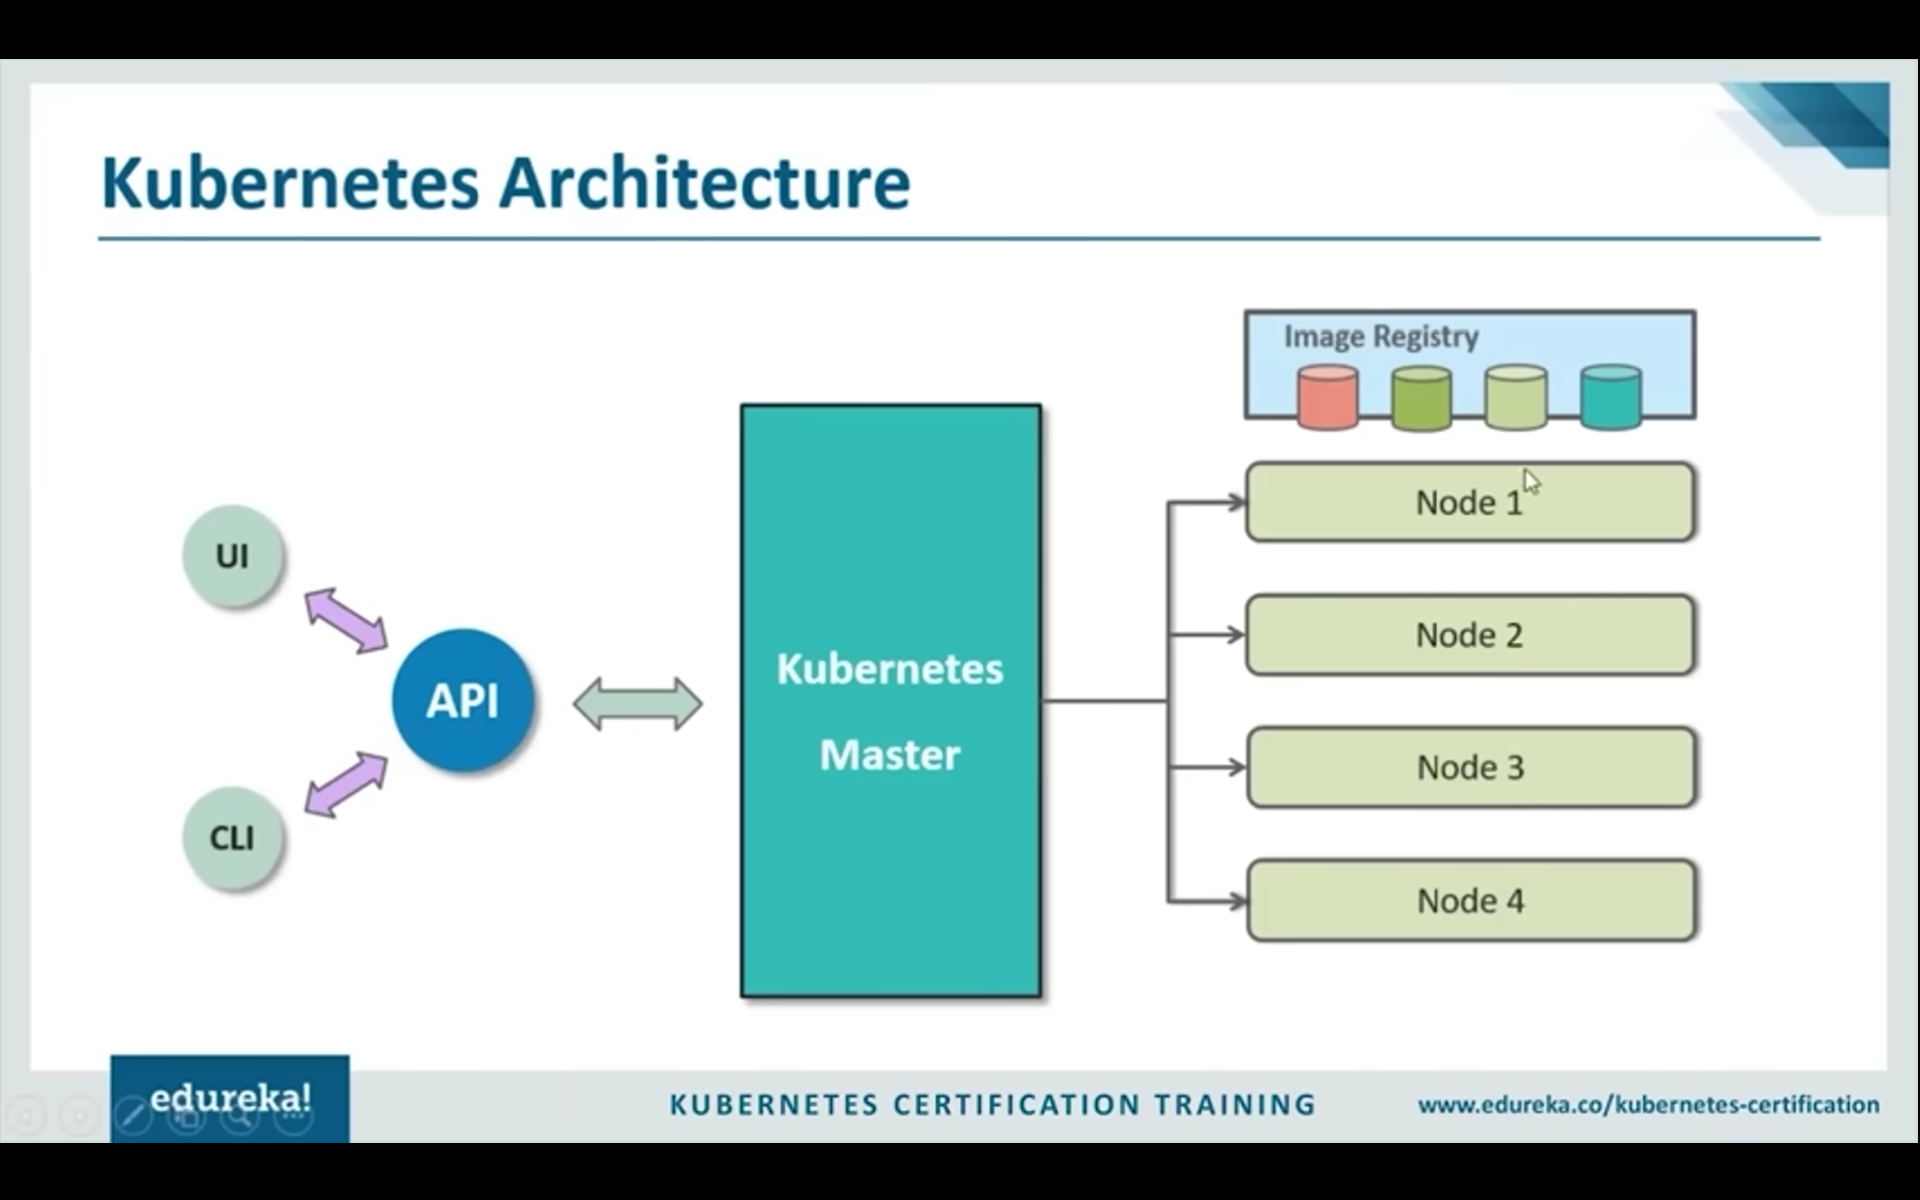 Kubernetes Architecture
Image Registry
Node 1
UI
Node 2
API
Kubernetes
Master
Node 3
CLI
Node 4
edureka!
KUBERNETES CERTIFICATION TRAINING
www.edureka.co/kubernetes-certification